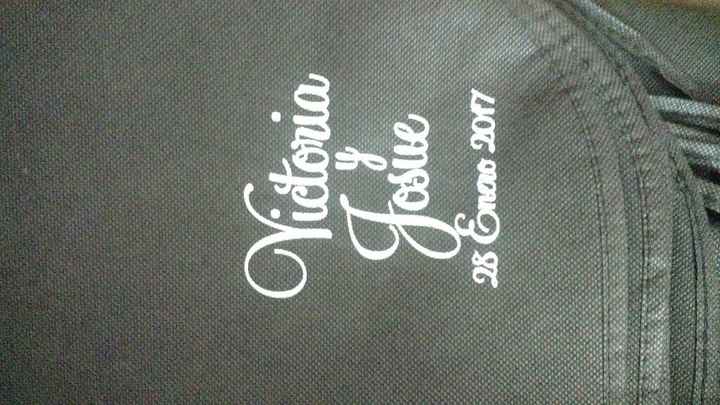 Victoria
y
Josue
28 Enero 2017